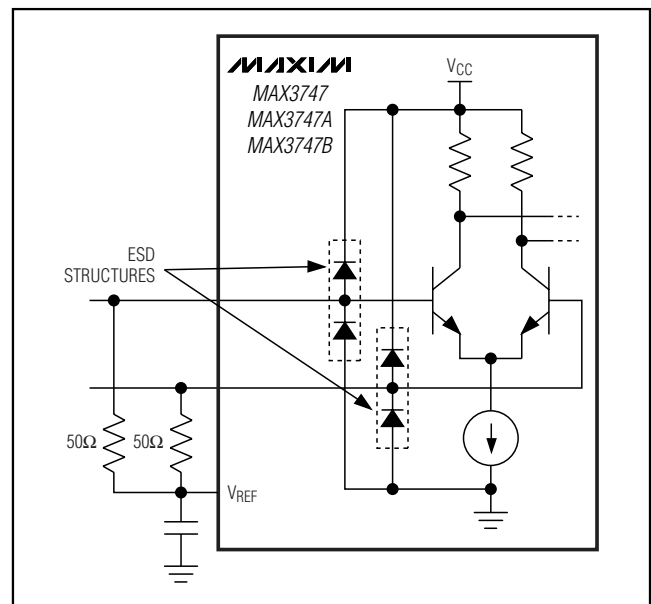 MAXIM
MAX3747
MAX3747A
MAX3747B
VCC
ESD
STRUCTURES
50Ω 50Ω
VREF